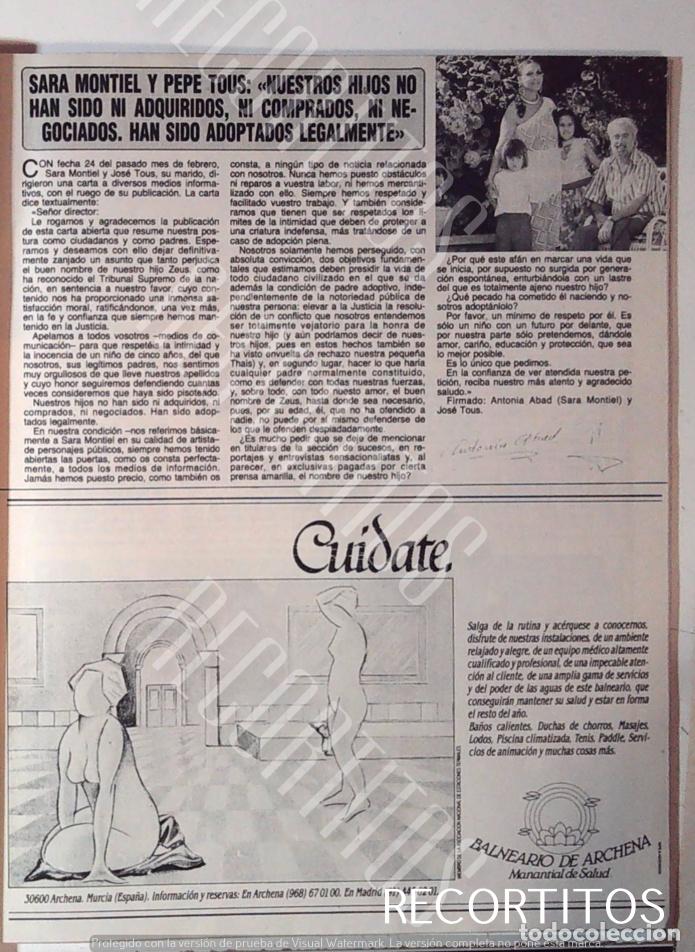 SARA MONTIEL Y PEPE TOUS: «NUESTROS HIJOS NO
HAN SIDO NI ADQUIRIDOS, NI COMPRADOS, NI NE-
GOCIADOS. HAN SIDO ADOPTADOS LEGALMENTE»
CON fecha 24 del pasado mes de febrero,
Sara Montiel y José Tous, su marido, di-
rigieron una carta a diversos medios informa-
tivos, con el ruego de su publicación. La carta
dice textualmente:
«Señor director:
Le rogamos y agradecemos la publicación
de esta carta abierta que resume nuestra pos-
tura como ciudadanos y como padres. Espe-
ramos y deseamos con ello dejar definitiva-
mente zanjado un asunto que tanto perjudica
el buen nombre de nuestro hijo Zeus, como
ha reconocido el Tribunal Supremo de la na-
ción, en sentencia a nuestro favor, cuyo con-
tenido nos ha proporcionado una inmensa sa-
tisfacción moral, ratificándonos, una vez más,
en la fe y confianza que siempre hemos man-
tenido en la Justicia.
Apelamos a todos vosotros –medios de co-
municación– para que respetéis la intimidad y
la inocencia de un niño de cinco años, del que
nosotros, sus legítimos padres, nos sentimos
muy orgullosos de que lleve nuestros apellidos
y cuyo honor seguiremos defendiendo cuantas
veces consideremos que haya sido pisoteado.
Nuestros hijos no han sido ni adquiridos, ni
comprados, ni negociados. Han sido adop-
tados legalmente.
En nuestra condición –nos referimos básica-
mente a Sara Montiel en su calidad de artista–
de personajes públicos, siempre hemos tenido
abiertas las puertas, como os consta perfecta-
mente, a todos los medios de información.
Jamás hemos puesto precio, como también os
consta, a ningún tipo de noticia relacionada
con nosotros. Nunca hemos puesto obstáculos
ni reparos a vuestra labor, ni hemos mercanti-
lizado con ello. Siempre hemos respetado y
facilitado vuestro trabajo. Y también conside-
ramos que tienen que ser respetados los lí-
mites de la intimidad que deben de proteger a
una criatura indefensa, más tratándose de un
caso de adopción plena.
Nosotros solamente hemos perseguido, con
absoluta convicción, dos objetivos fundamen-
tales que estimamos deben presidir la vida de
todo ciudadano civilizado en el que se da
además la condición de padre adoptivo, inde-
pendientemente de la notoriedad pública de
nuestra persona: elevar a la Justicia la resolu-
ción de un conflicto que nosotros entendemos
ser totalmente vejatorio para la honra de
nuestro hijo (y aún podríamos decir de nues-
tros hijos, pues en estos hechos también se
ha visto envuelta de rechazo nuestra pequeña
Thais) y, en segundo lugar, hacer lo que haría
cualquier padre normalmente constituido,
como es defender con todas nuestras fuerzas,
y, sobre todo, con todo nuesto amor, el buen
nombre de Zeus, hasta donde sea necesario,
pues, por su edad, él, que no ha ofendido a
nadie, no puede por sí mismo defenderse de
los que le ofenden despiadadamente.
¿Es mucho pedir que se deje de mencionar
en titulares de la sección de sucesos, en re-
portajes y entrevistas sensacionalistas y, al
parecer, en exclusivas pagadas por cierta
prensa amarilla, el nombre de nuestro hijo?
¿Por qué este afán en marcar una vida que
se inicia, por supuesto no surgida por genera-
ción espontánea, enturbiándola con un lastre
del que es totalmente ajeno nuestro hijo?
¿Qué pecado ha cometido él naciendo y no-
sotros adoptándolo?
Por favor, un mínimo de respeto por él. Es
sólo un niño con un futuro por delante, que
por nuestra parte sólo pretendemos, dándole
amor, cariño, educación y protección, que sea
lo mejor posible.
Es lo único que pedimos.
En la confianza de ver atendida nuestra pe-
tición, reciba nuestro más atento y agradecido
saludo.»
Firmado: Antonia Abad (Sara Montiel) y
José Tous.
Antonia Abad
Cuidate.
Salga de la rutina y acérquese a conocernos,
disfrute de nuestras instalaciones, de un ambiente
relajado y alegre, de un equipo médico altamente
cualificado y profesional, de una impecable aten-
ción al cliente, de una amplia gama de servicios
y del poder de las aguas de este balneario, que
conseguirán mantener su salud y estar en forma
el resto del año.
Baños calientes, Duchas de chorros, Masajes,
Lodos, Piscina climatizada, Tenis, Paddle, Servi-
cios de animación y muchas cosas más.
MIEMBRO DE LA ASOCIACION NACIONAL DE ESTACIONES TERMALES
BALNEARIO DE ARCHENA
Manantial de Salud
30600 Archena. Murcia (España). Información y reservas: En Archena (968) 67 01 00. En Madrid
RECORTITOS
todocoleccion
Protegido con la versión de prueba de Visual Watermark. La versión completa no pone esta marca.